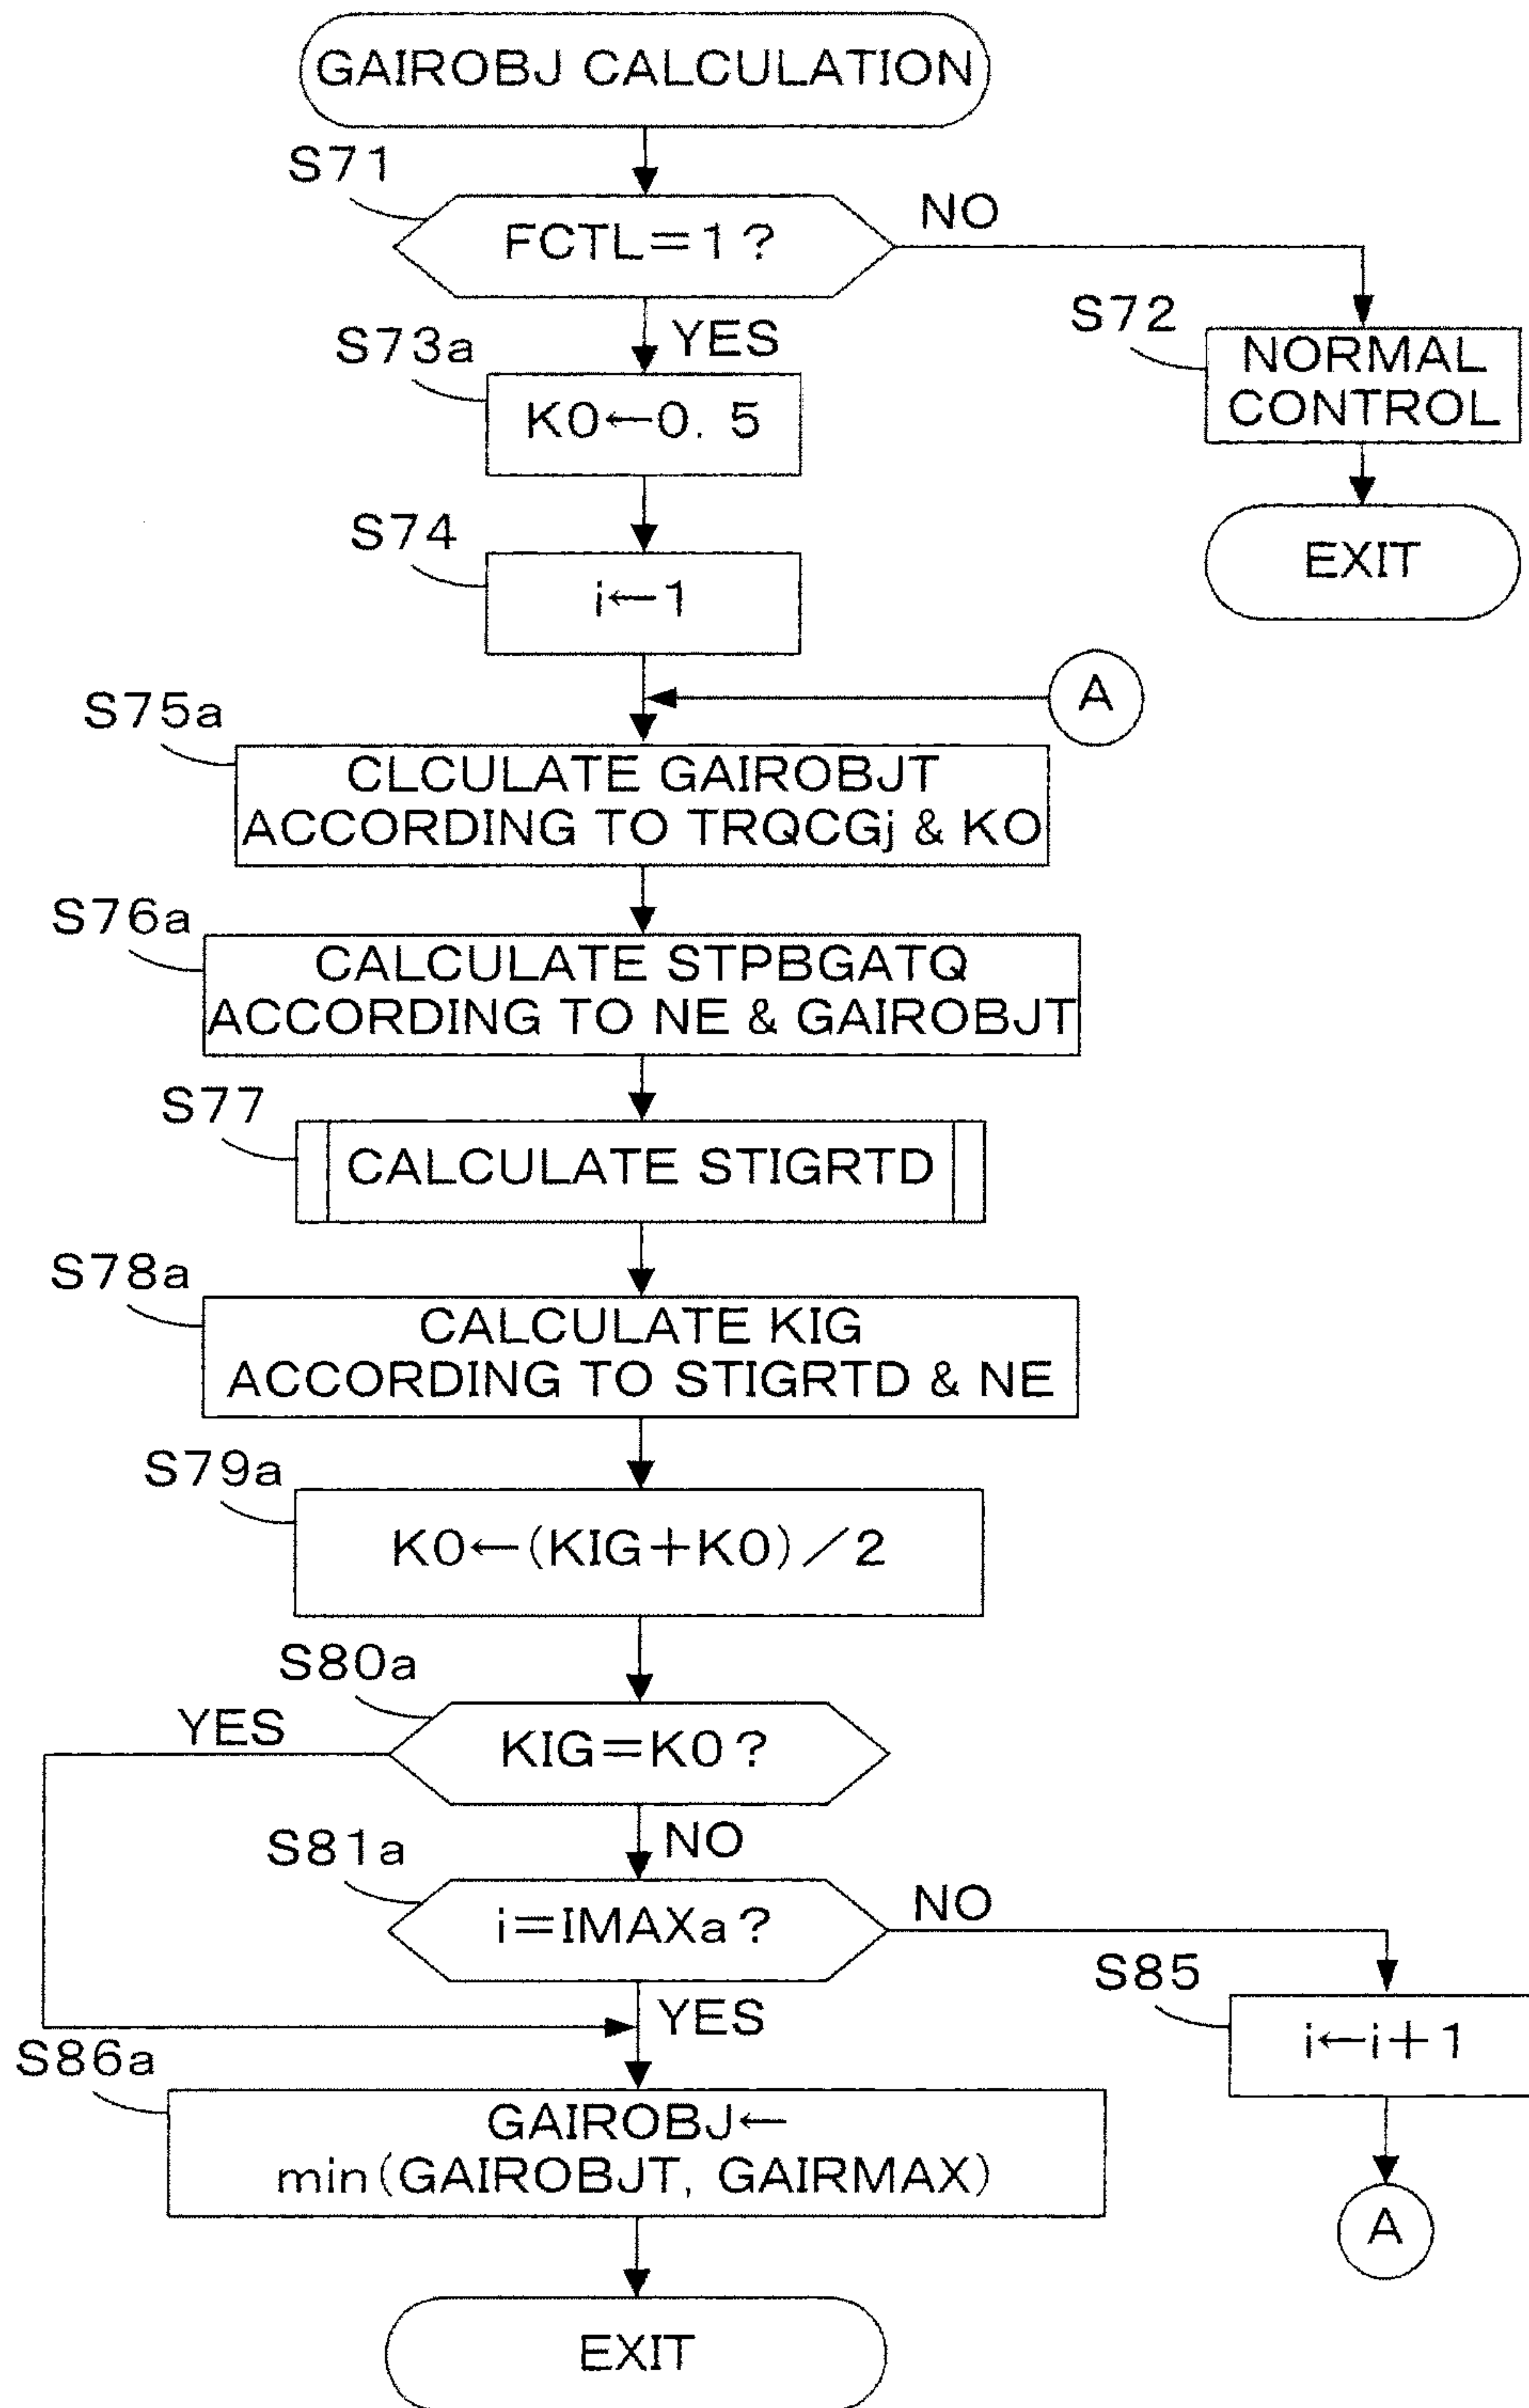 GAIROBJ CALCULATION
S71
FCTL=1?
NO
S72
NORMAL
CONTROL
EXIT
YES
S73a
K0←0.5
S74
i←1
A
S75a
CLCULATE GAIROBJT
ACCORDING TO TRQCGj & K0
S76a
CALCULATE STPBGATQ
ACCORDING TO NE & GAIROBJT
S77
CALCULATE STIGRTD
S78a
CALCULATE KIG
ACCORDING TO STIGRTD & NE
S79a
K0←(KIG+K0)/2
S80a
YES
KIG=K0?
NO
S81a
i=IMAXa?
NO
S85
i←i+1
A
YES
S86a
GAIROBJ←
min(GAIROBJT, GAIRMAX)
EXIT